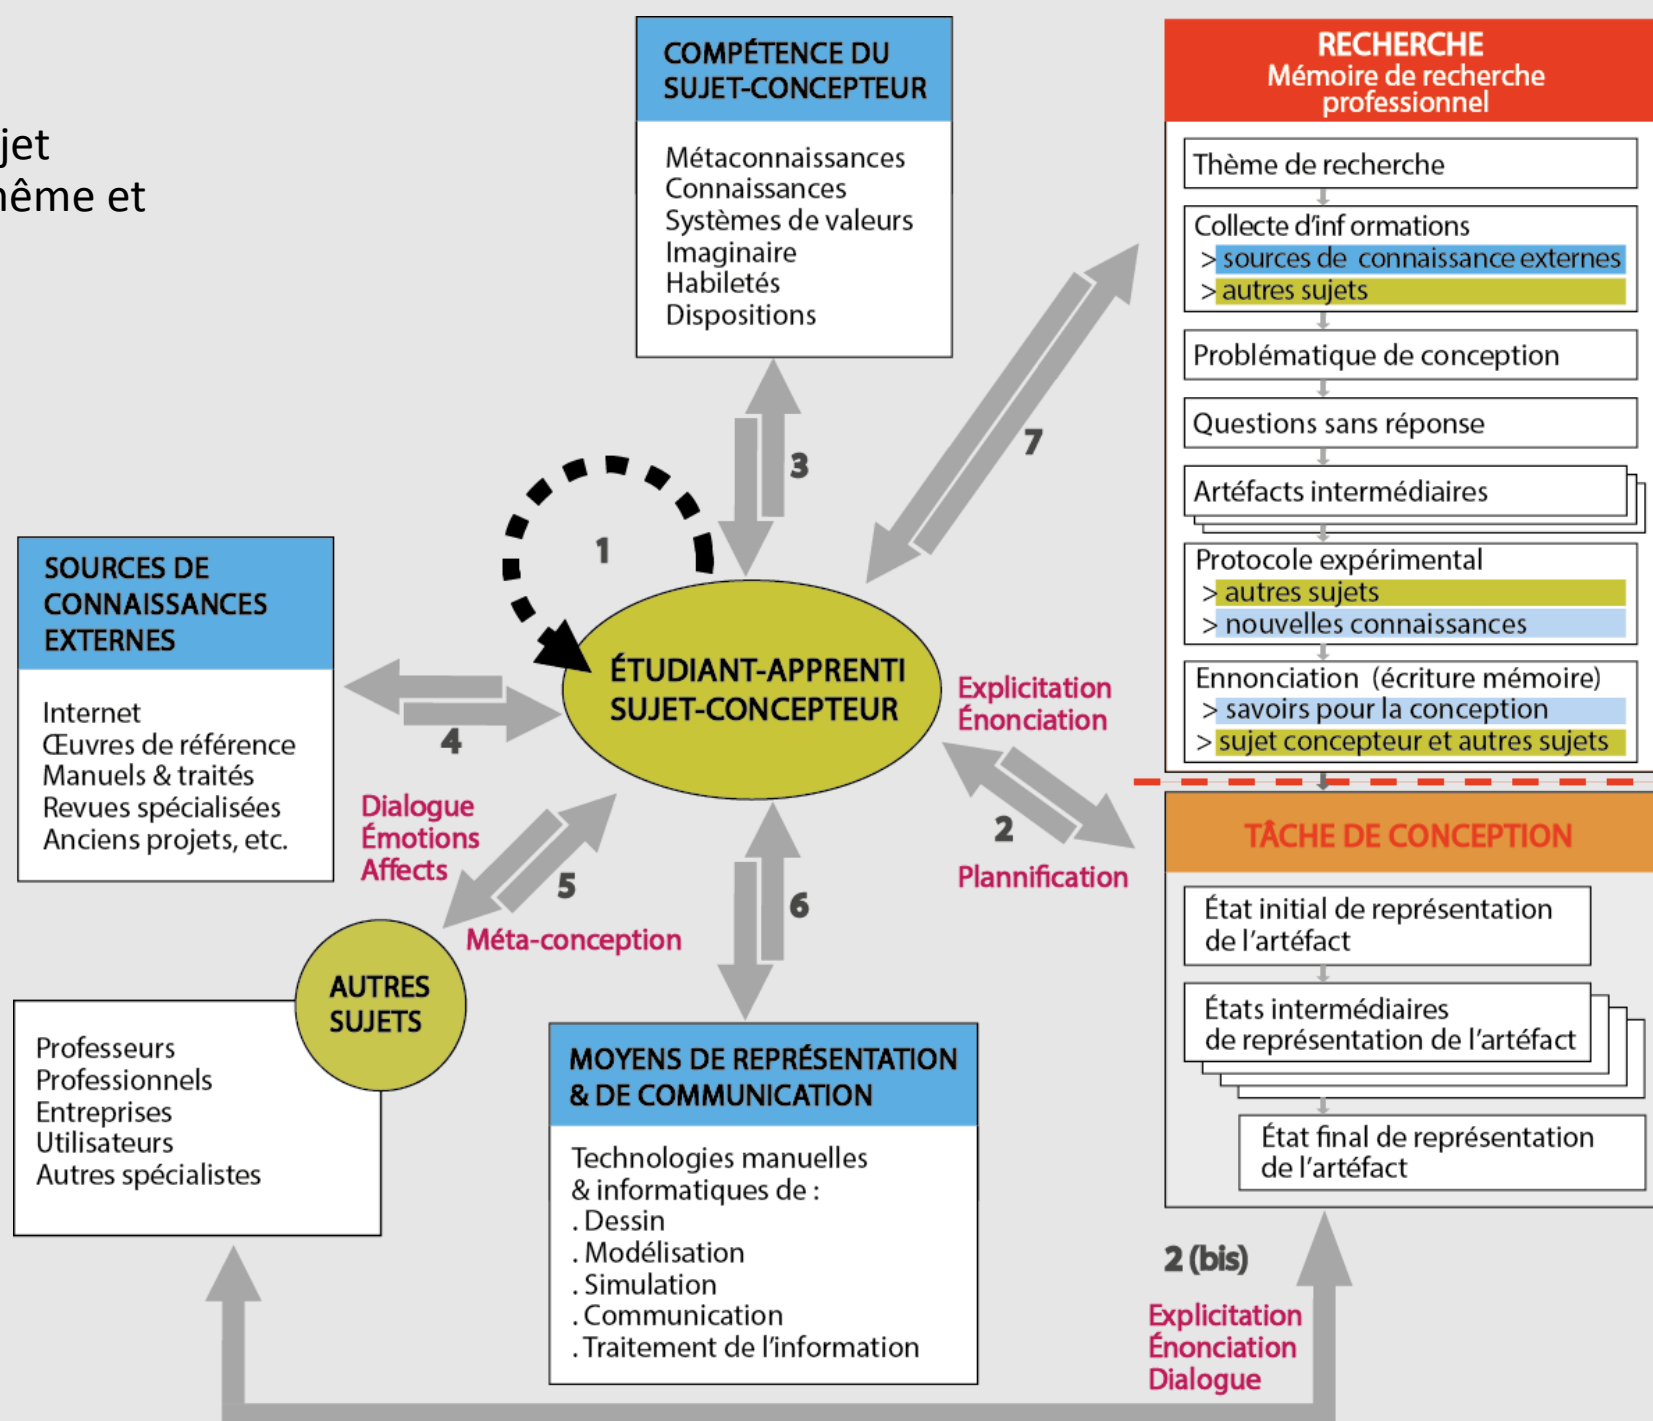 jet
ême et
COMPÉTENCE DU
SUJET-CONCEPTEUR
Métaconnaissances
Connaissances
Systèmes de valeurs
Imaginaire
Habiletés
Dispositions
RECHERCHE
Mémoire de recherche
professionnel
Thème de recherche
Collecte d'inf ormations
> sources de connaissance externes
> autres sujets
Problématique de conception
Questions sans réponse
Artéfacts intermédiaires
Protocole expérimental
> autres sujets
> nouvelles connaissances
Ennonciation (écriture mémoire)
> savoirs pour la conception
> sujet concepteur et autres sujets
7
3
1
SOURCES DE
CONNAISSANCES
EXTERNES
Internet
Œuvres de référence
Manuels & traités
Revues spécialisées
Anciens projets, etc.
4
ÉTUDIANT-APPRENTI
SUJET-CONCEPTEUR
Explicitation
Énonciation
2
Plannification
Dialogue
Émotions
Affects
5
Méta-conception
6
AUTRES
SUJETS
Professeurs
Professionnels
Entreprises
Utilisateurs
Autres spécialistes
MOYENS DE REPRÉSENTATION
& DE COMMUNICATION
Technologies manuelles
& informatiques de :
. Dessin
. Modélisation
. Simulation
. Communication
. Traitement de l'information
TÂCHE DE CONCEPTION
État initial de représentation
de l'artéfact
États intermédiaires
de représentation de l'artéfact
État final de représentation
de l'artéfact
2 (bis)
Explicitation
Énonciation
Dialogue